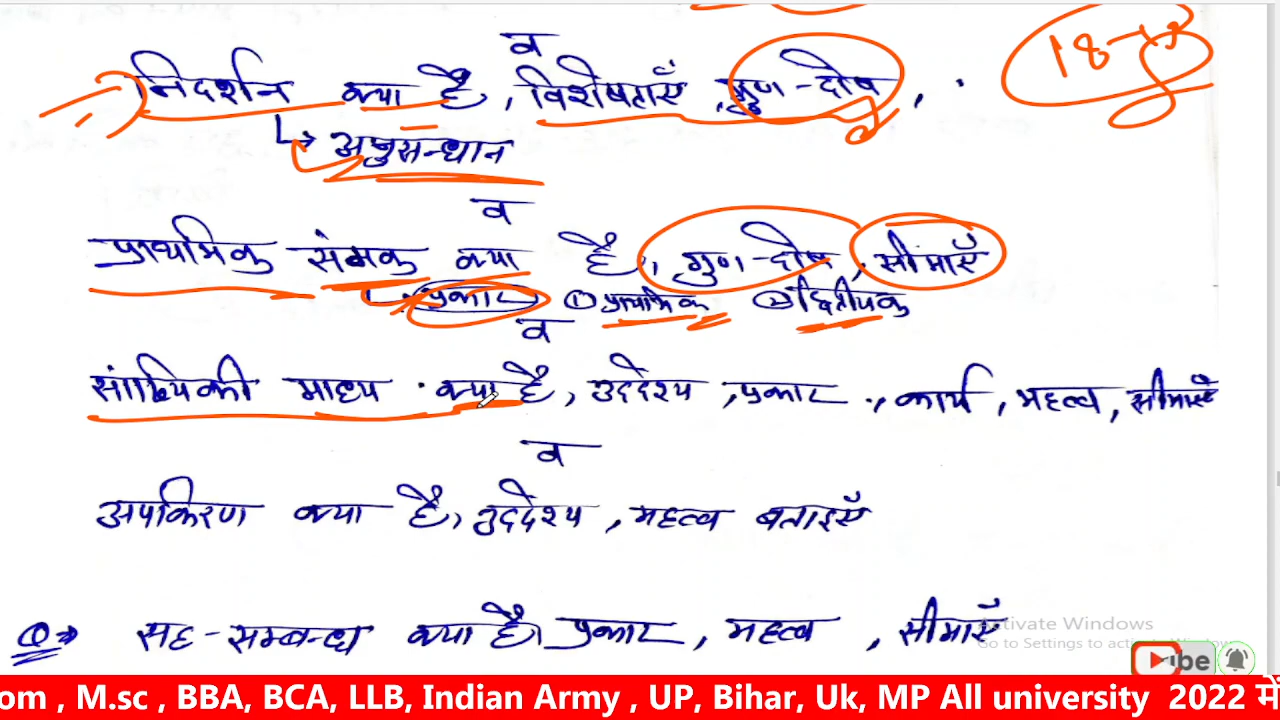 व
निदर्शन क्या है, विशेषताएँ, गुण-दोष,
18-19
↳ अनुसन्धान
व
प्राथमिक संमक क्या है, गुण-दोष, सीमाएँ
↳ प्रकार ① प्राथमिक ② द्वितीयक
व
सांख्यिकी माध्य क्या है, उद्देश्य, प्रकार, कार्य, महत्व, सीमाएँ
व
अपकिरण क्या है, उद्देश्य, महत्व बताइएँ
Q⇒ सह-सम्बन्ध क्या है, प्रकार, महत्व, सीमाएँ
Activate Windows
Go to Settings to activate Windows.
ibe
om , M.sc , BBA, BCA, LLB, Indian Army , UP, Bihar, Uk, MP All university 2022 में